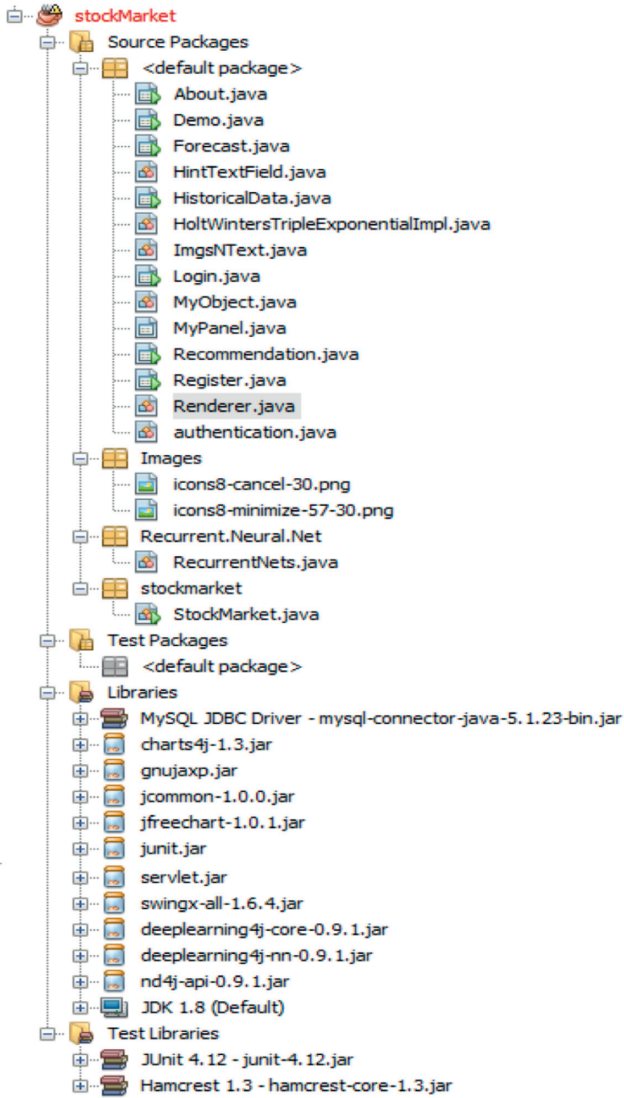 stockMarket
Source Packages
<default package>
About.java
Demo.java
Forecast.java
HintTextField.java
HistoricalData.java
HoltWintersTripleExponentialImpl.java
ImgsNText.java
Login.java
MyObject.java
MyPanel.java
Recommendation.java
Register.java
Renderer.java
authentication.java
Images
icons8-cancel-30.png
icons8-minimize-57-30.png
Recurrent.Neural.Net
RecurrentNets.java
stockmarket
StockMarket.java
Test Packages
<default package>
Libraries
MySQL JDBC Driver - mysql-connector-java-5.1.23-bin.jar
charts4j-1.3.jar
gnujaxp.jar
jcommon-1.0.0.jar
jfreechart-1.0.1.jar
junit.jar
servlet.jar
swingx-all-1.6.4.jar
deeplearning4j-core-0.9.1.jar
deeplearning4j-nn-0.9.1.jar
nd4j-api-0.9.1.jar
JDK 1.8 (Default)
Test Libraries
JUnit 4.12 - junit-4.12.jar
Hamcrest 1.3 - hamcrest-core-1.3.jar